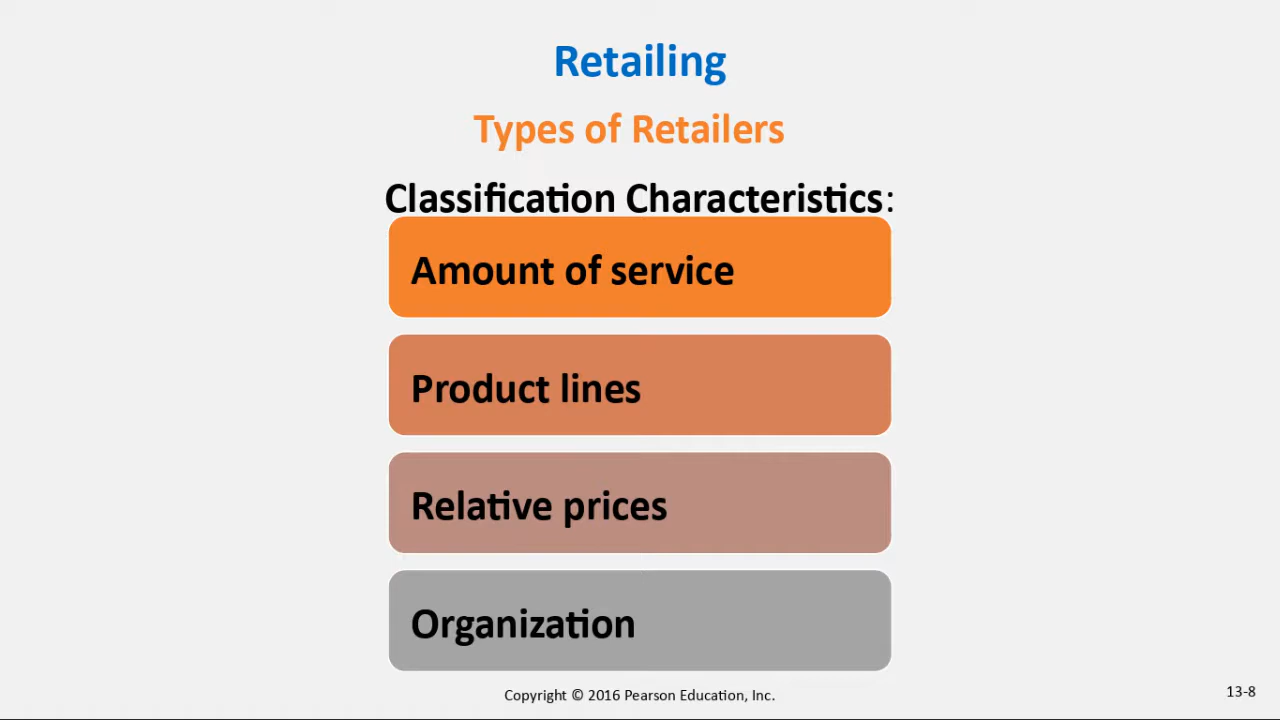 Retailing
Types of Retailers
Classification Characteristics:
Amount of service
Product lines
Relative prices
Organization
Copyright © 2016 Pearson Education, Inc.
13-8